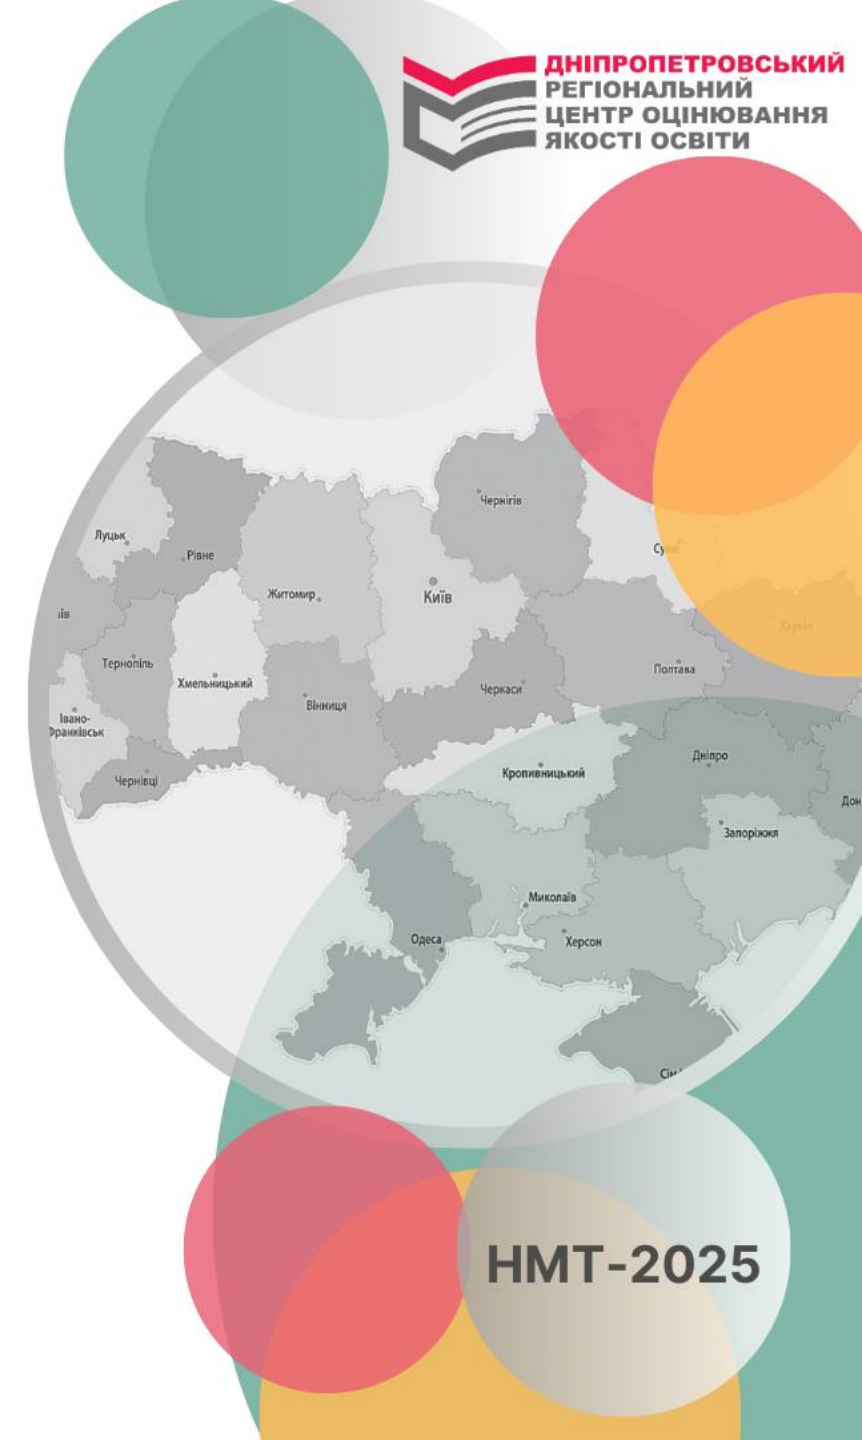 ДНІПРОПЕТРОВСЬКИЙ
РЕГІОНАЛЬНИЙ
ЦЕНТР ОЦІНЮВАННЯ
ЯКОСТІ ОСВІТИ
Чернігів
Луцьк
Рівне
Житомир
Київ
Харків
Тернопіль
Хмельницький
Черкаси
Полтава
Вінниця
Івано-
Франківськ
Чернівці
Кропивницький
Дніпро
Запоріжжя
Миколаїв
Одеса
Херсон
НМТ-2025